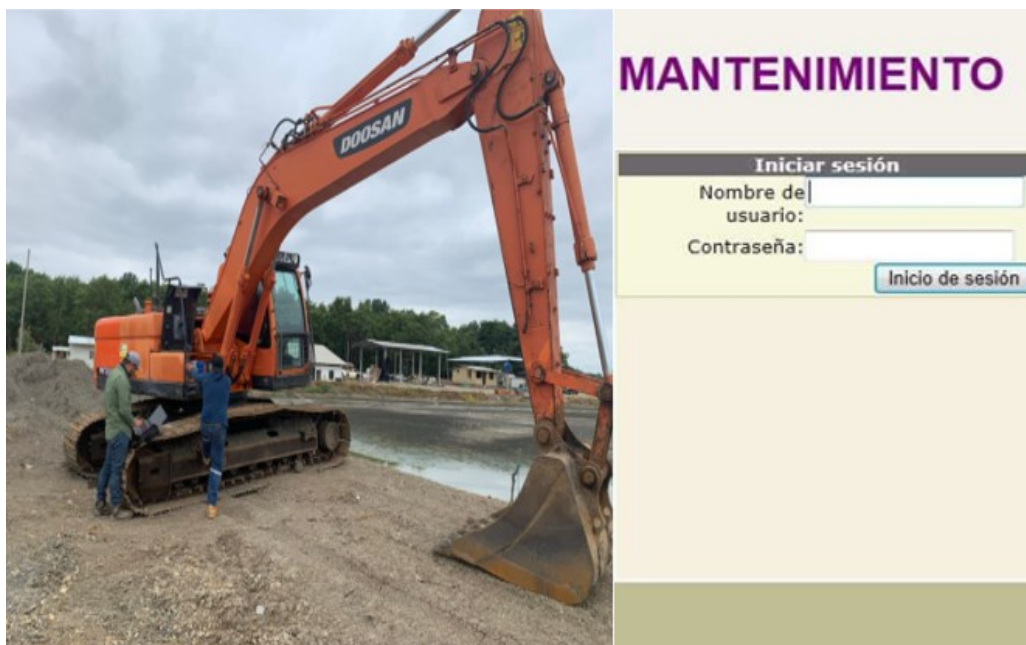 DOOSAN
MANTENIMIENTO
Iniciar sesión
Nombre de
usuario:
Contraseña:
Inicio de sesión